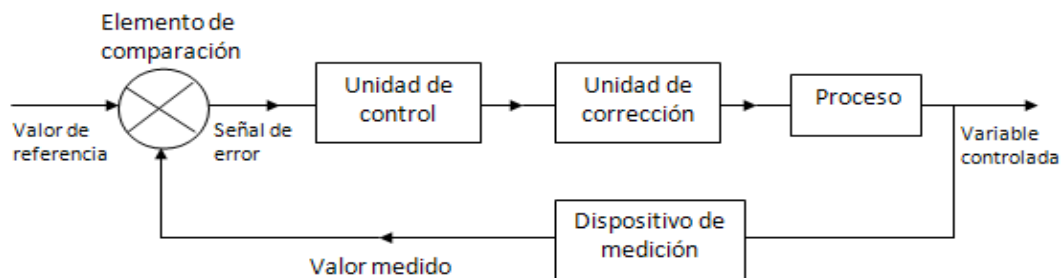 Elemento de
comparación
Unidad de
control
Unidad de
corrección
Proceso
Valor de
referencia
Señal de
error
Variable
controlada
Dispositivo de
medición
Valor medido